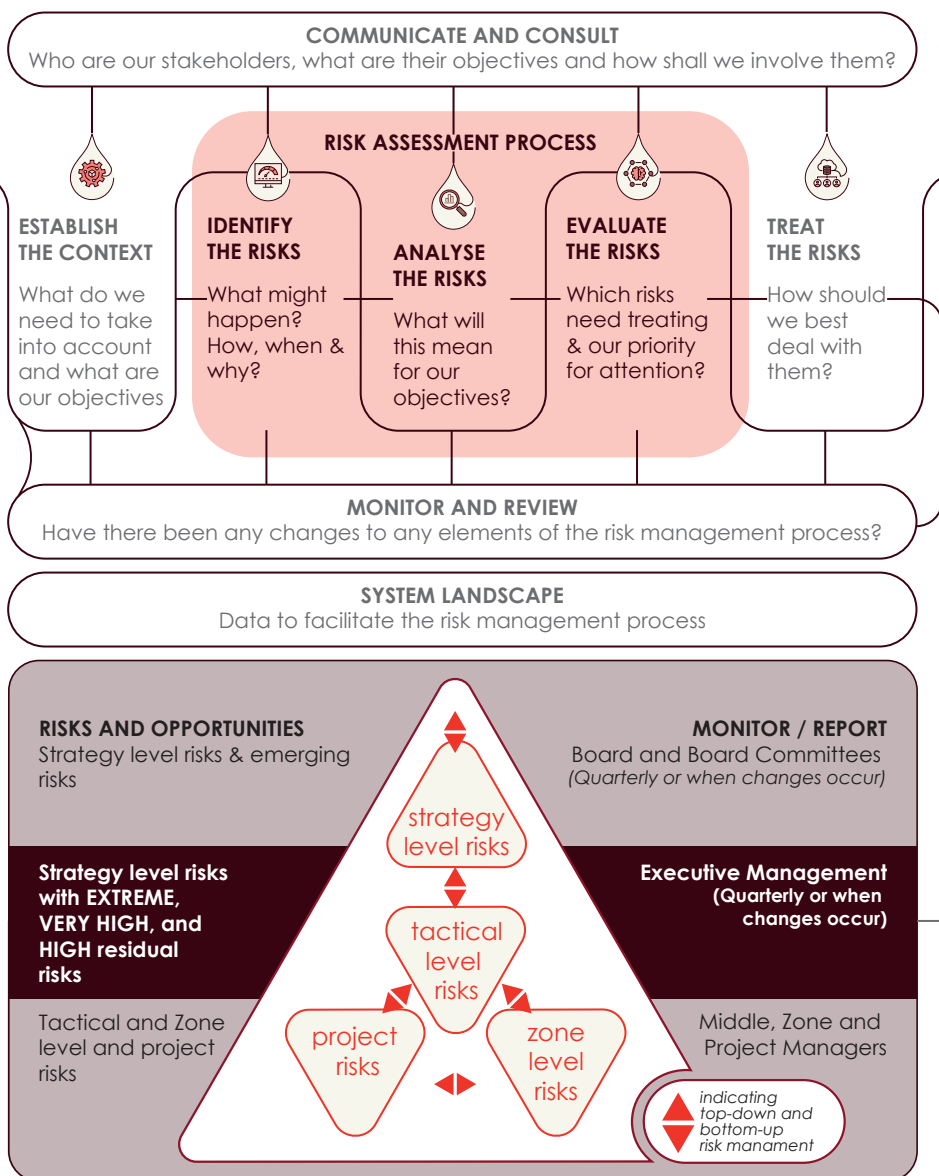 COMMUNICATE AND CONSULT
Who are our stakeholders, what are their objectives and how shall we involve them?
RISK ASSESSMENT PROCESS
ESTABLISH
THE CONTEXT
What do we
need to take
into account
and what are
our objectives
IDENTIFY
THE RISKS
What might
happen?
How, when &
why?
ANALYSE
THE RISKS
What will
this mean
for our
objectives?
EVALUATE
THE RISKS
Which risks
need treating
& our priority
for attention?
TREAT
THE RISKS
How should
we best
deal with
them?
MONITOR AND REVIEW
Have there been any changes to any elements of the risk management process?
SYSTEM LANDSCAPE
Data to facilitate the risk management process
RISKS AND OPPORTUNITIES
Strategy level risks & emerging
risks
MONITOR / REPORT
Board and Board Committees
(Quarterly or when changes occur)
Strategy level risks
with EXTREME,
VERY HIGH, and
HIGH residual
risks
Executive Management
(Quarterly or when
changes occur)
Tactical and Zone
level and project
risks
Middle, Zone and
Project Managers
strategy
level risks
tactical
level
risks
project
risks
zone
level
risks
indicating
top-down and
bottom-up
risk manament